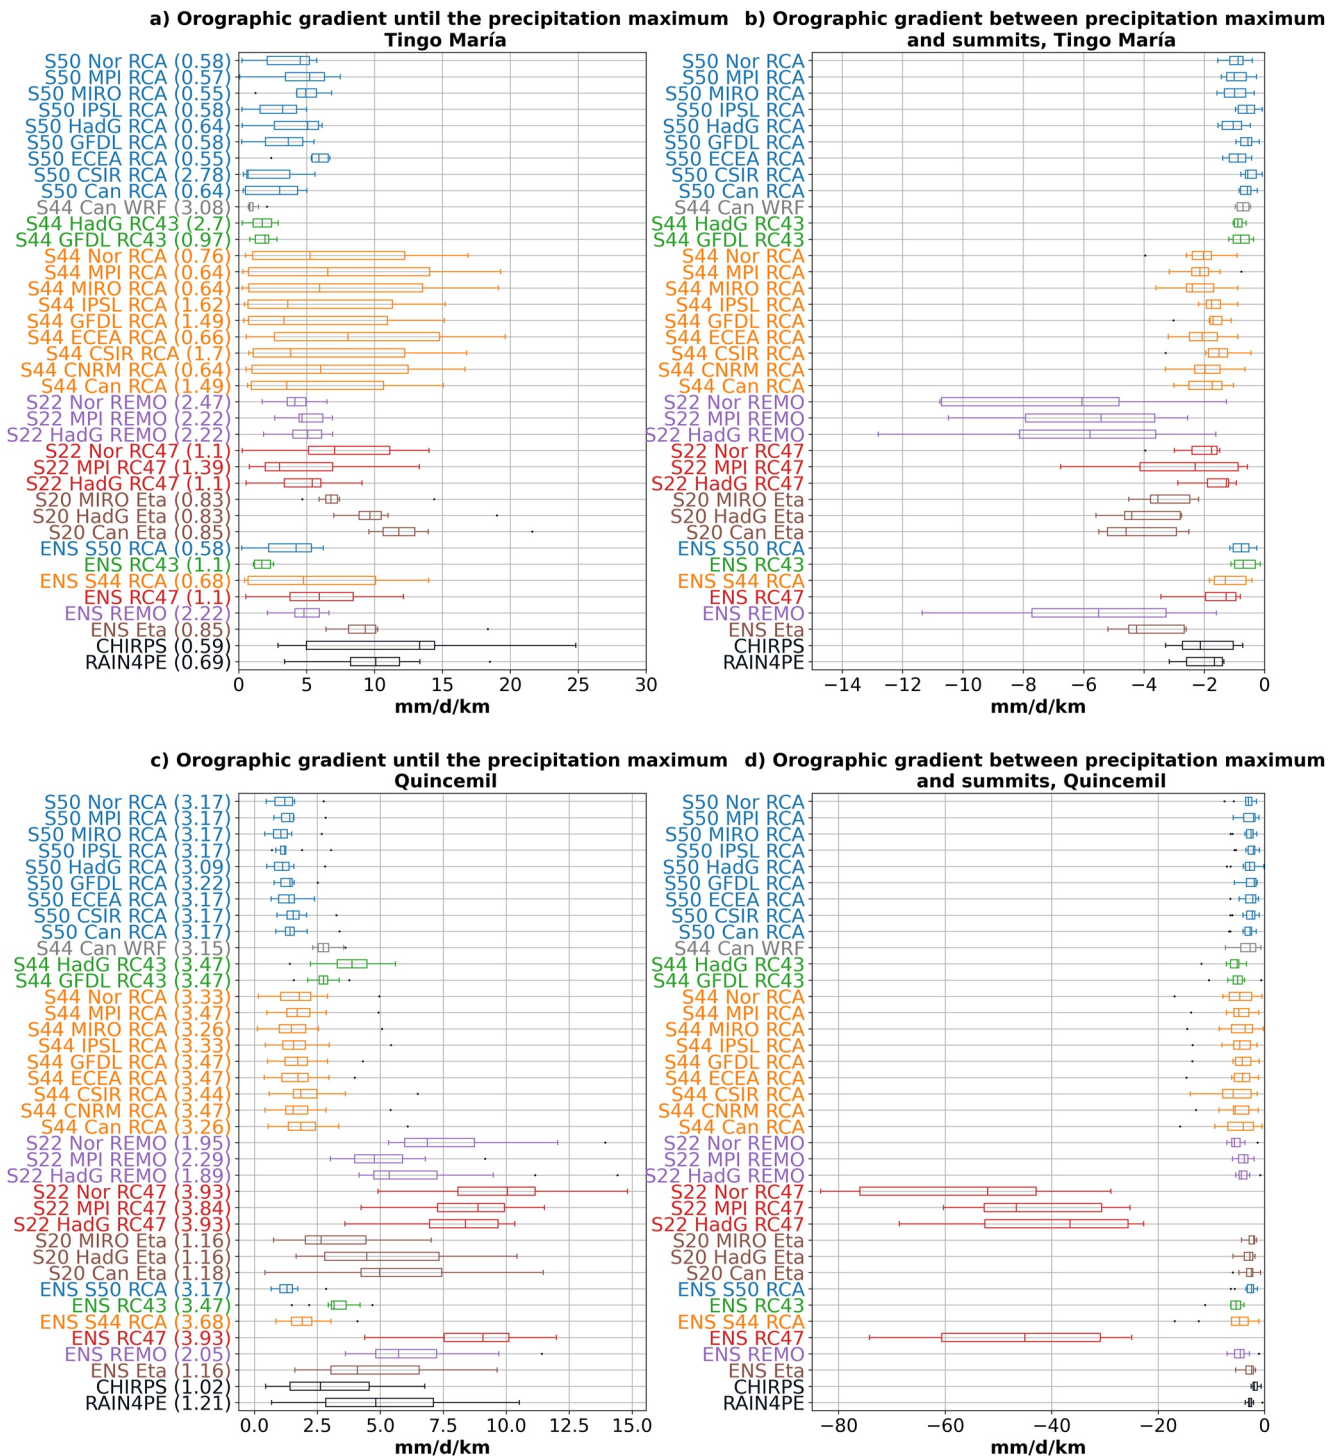 a) Orographic gradient until the precipitation maximum
Tingo María
S50 Nor RCA (0.58)
S50 MPI RCA (0.57)
S50 MIRO RCA (0.55)
S50 IPSL RCA (0.58)
S50 HadG RCA (0.64)
S50 GFDL RCA (0.58)
S50 ECEA RCA (0.55)
S50 CSIR RCA (2.78)
S50 Can RCA (0.64)
S44 Can WRF (3.08)
S44 HadG RC43 (2.7)
S44 GFDL RC43 (0.97)
S44 Nor RCA (0.76)
S44 MPI RCA (0.64)
S44 MIRO RCA (0.64)
S44 IPSL RCA (1.62)
S44 GFDL RCA (1.49)
S44 ECEA RCA (0.66)
S44 CSIR RCA (1.7)
S44 CNRM RCA (0.64)
S44 Can RCA (1.49)
S22 Nor REMO (2.47)
S22 MPI REMO (2.22)
S22 HadG REMO (2.22)
S22 Nor RC47 (1.1)
S22 MPI RC47 (1.39)
S22 HadG RC47 (1.1)
S20 MIRO Eta (0.83)
S20 HadG Eta (0.83)
S20 Can Eta (0.85)
ENS S50 RCA (0.58)
ENS RC43 (1.1)
ENS S44 RCA (0.68)
ENS RC47 (1.1)
ENS REMO (2.22)
ENS Eta (0.85)
CHIRPS (0.59)
RAIN4PE (0.69)
0 5 10 15 20 25 30
mm/d/km
b) Orographic gradient between precipitation maximum
and summits, Tingo María
S50 Nor RCA
S50 MPI RCA
S50 MIRO RCA
S50 IPSL RCA
S50 HadG RCA
S50 GFDL RCA
S50 ECEA RCA
S50 CSIR RCA
S50 Can RCA
S44 Can WRF
S44 HadG RC43
S44 GFDL RC43
S44 Nor RCA
S44 MPI RCA
S44 MIRO RCA
S44 IPSL RCA
S44 GFDL RCA
S44 ECEA RCA
S44 CSIR RCA
S44 CNRM RCA
S44 Can RCA
S22 Nor REMO
S22 MPI REMO
S22 HadG REMO
S22 Nor RC47
S22 MPI RC47
S22 HadG RC47
S20 MIRO Eta
S20 HadG Eta
S20 Can Eta
ENS S50 RCA
ENS RC43
ENS S44 RCA
ENS RC47
ENS REMO
ENS Eta
CHIRPS
RAIN4PE
−14 −12 −10 −8 −6 −4 −2 0
mm/d/km
c) Orographic gradient until the precipitation maximum
Quincemil
S50 Nor RCA (3.17)
S50 MPI RCA (3.17)
S50 MIRO RCA (3.17)
S50 IPSL RCA (3.17)
S50 HadG RCA (3.09)
S50 GFDL RCA (3.22)
S50 ECEA RCA (3.17)
S50 CSIR RCA (3.17)
S50 Can RCA (3.17)
S44 Can WRF (3.15)
S44 HadG RC43 (3.47)
S44 GFDL RC43 (3.47)
S44 Nor RCA (3.33)
S44 MPI RCA (3.47)
S44 MIRO RCA (3.26)
S44 IPSL RCA (3.33)
S44 GFDL RCA (3.47)
S44 ECEA RCA (3.47)
S44 CSIR RCA (3.44)
S44 CNRM RCA (3.47)
S44 Can RCA (3.26)
S22 Nor REMO (1.95)
S22 MPI REMO (2.29)
S22 HadG REMO (1.89)
S22 Nor RC47 (3.93)
S22 MPI RC47 (3.84)
S22 HadG RC47 (3.93)
S20 MIRO Eta (1.16)
S20 HadG Eta (1.16)
S20 Can Eta (1.18)
ENS S50 RCA (3.17)
ENS RC43 (3.47)
ENS S44 RCA (3.68)
ENS RC47 (3.93)
ENS REMO (2.05)
ENS Eta (1.16)
CHIRPS (1.02)
RAIN4PE (1.21)
0.0 2.5 5.0 7.5 10.0 12.5 15.0
mm/d/km
d) Orographic gradient between precipitation maximum
and summits, Quincemil
S50 Nor RCA
S50 MPI RCA
S50 MIRO RCA
S50 IPSL RCA
S50 HadG RCA
S50 GFDL RCA
S50 ECEA RCA
S50 CSIR RCA
S50 Can RCA
S44 Can WRF
S44 HadG RC43
S44 GFDL RC43
S44 Nor RCA
S44 MPI RCA
S44 MIRO RCA
S44 IPSL RCA
S44 GFDL RCA
S44 ECEA RCA
S44 CSIR RCA
S44 CNRM RCA
S44 Can RCA
S22 Nor REMO
S22 MPI REMO
S22 HadG REMO
S22 Nor RC47
S22 MPI RC47
S22 HadG RC47
S20 MIRO Eta
S20 HadG Eta
S20 Can Eta
ENS S50 RCA
ENS RC43
ENS S44 RCA
ENS RC47
ENS REMO
ENS Eta
CHIRPS
RAIN4PE
−80 −60 −40 −20 0
mm/d/km